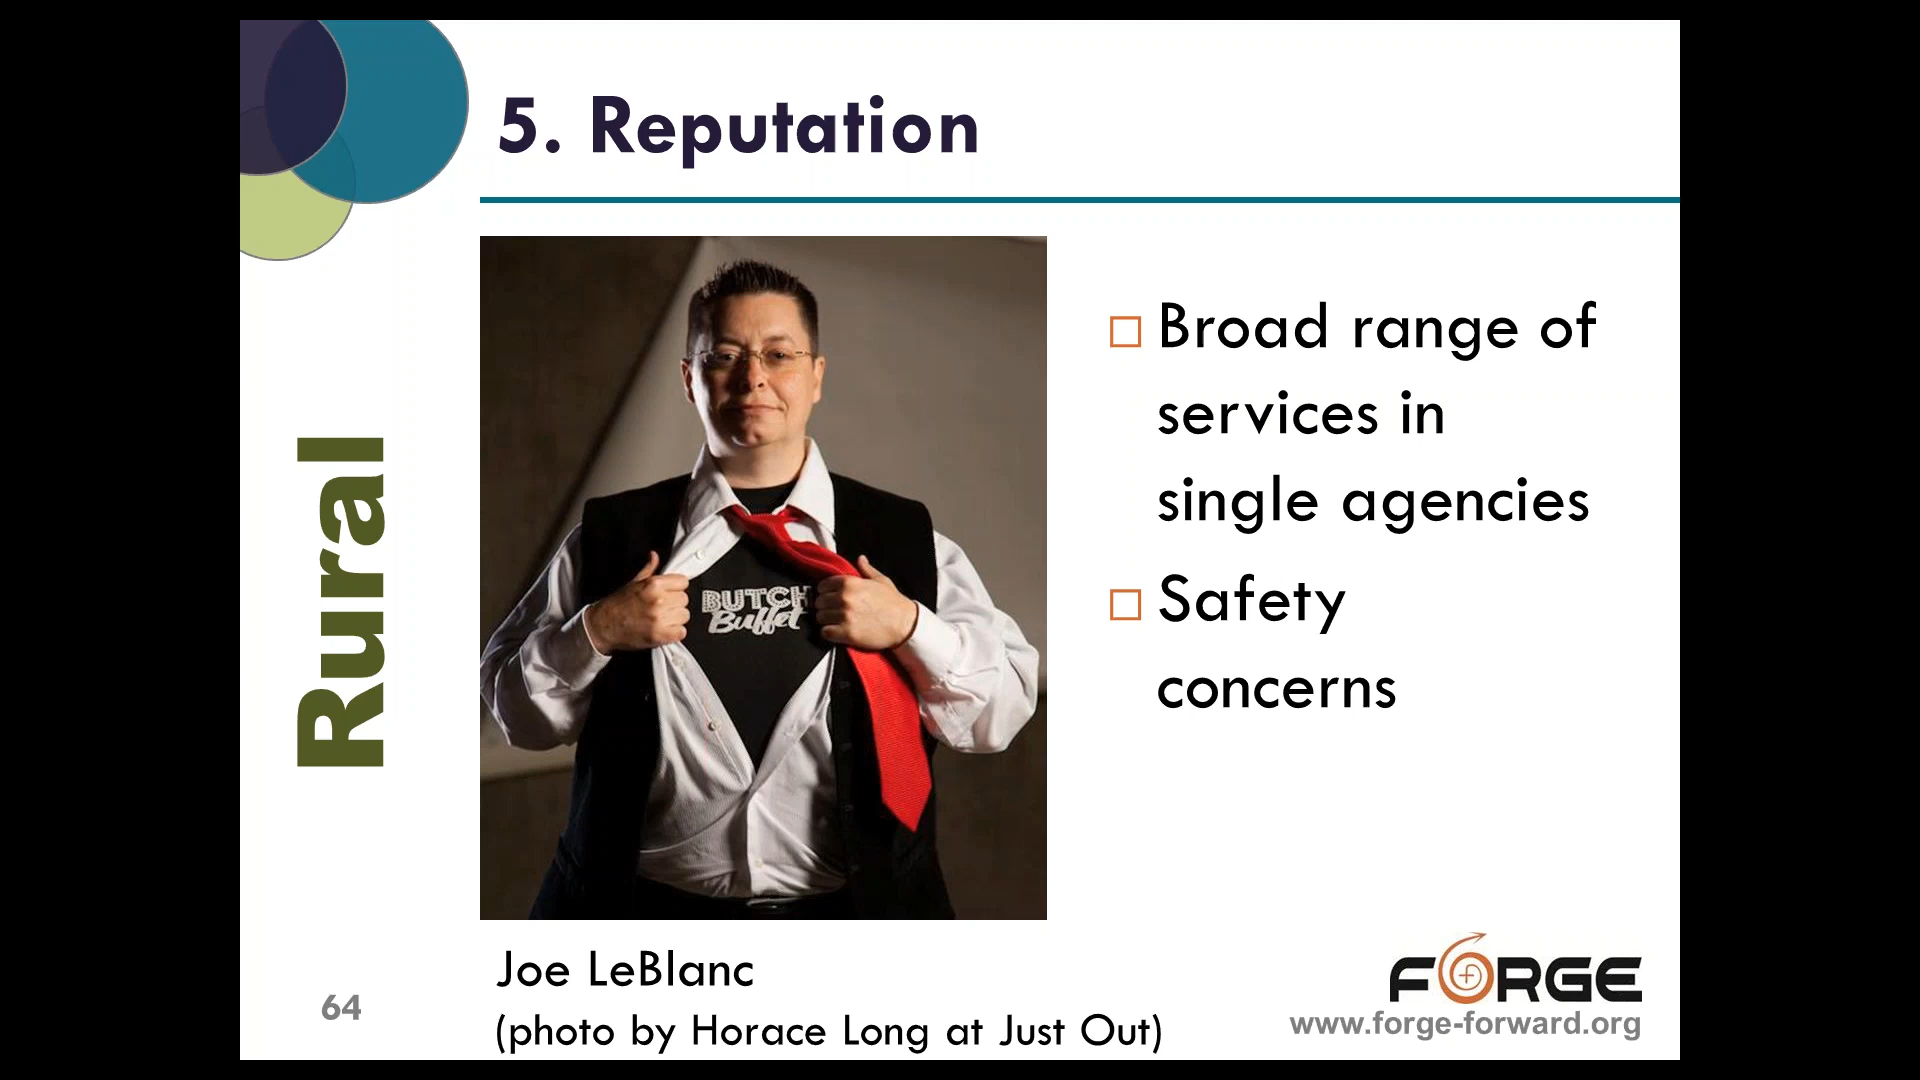 5. Reputation
Rural
BUTCH
Buffet
Broad range of
services in
single agencies
Safety
concerns
Joe LeBlanc
(photo by Horace Long at Just Out)
64
FORGE
www.forge-forward.org